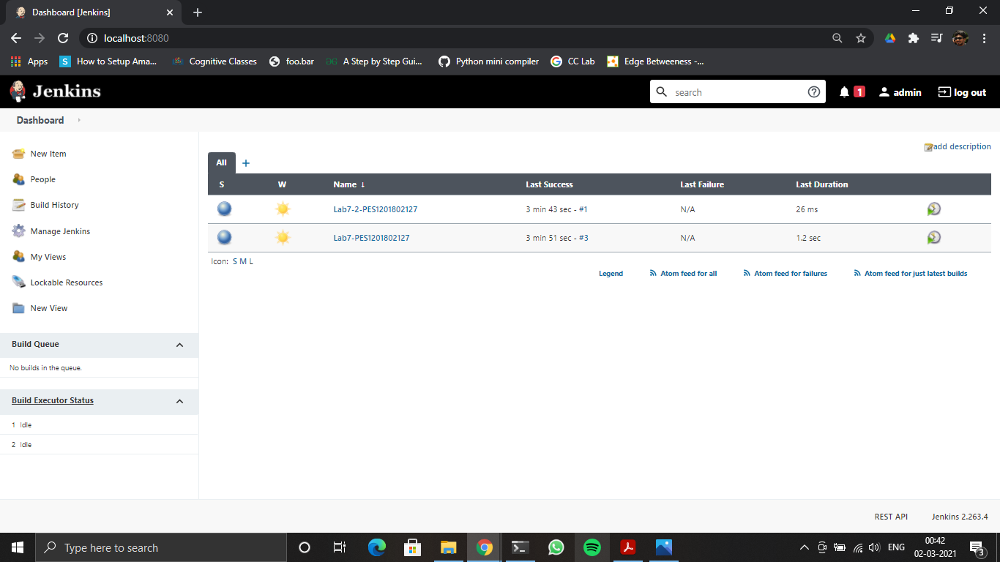 Dashboard [Jenkins]
localhost:8080
Apps
S How to Setup Ama...
Cognitive Classes
foo.bar
A Step by Step Gui...
Python mini compiler
CC Lab
Edge Betweeness -...
Jenkins
search
1
admin
log out
Dashboard
New Item
People
Build History
Manage Jenkins
My Views
Lockable Resources
New View
Build Queue
No builds in the queue.
Build Executor Status
1 Idle
2 Idle
add description
All +
S W Name ↓ Last Success Last Failure Last Duration
Lab7-2-PES1201802127 3 min 43 sec - #1 N/A 26 ms
Lab7-PES1201802127 3 min 51 sec - #3 N/A 1.2 sec
Icon: S M L
Legend Atom feed for all Atom feed for failures Atom feed for just latest builds
REST API Jenkins 2.263.4
Type here to search
ENG
00:42
02-03-2021
3